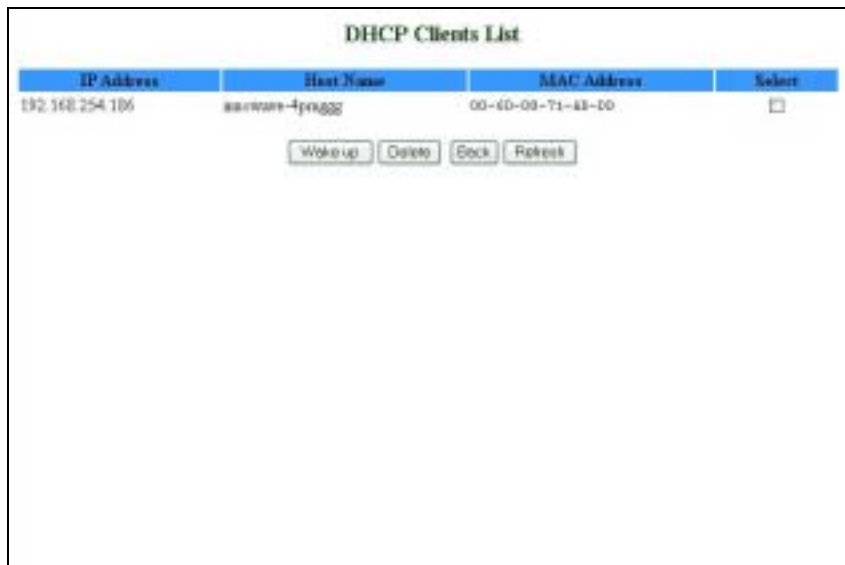 DHCP Clients List
IP Address Host Name MAC Address Select
192.168.254.186
Wake up Delete Back Refresh